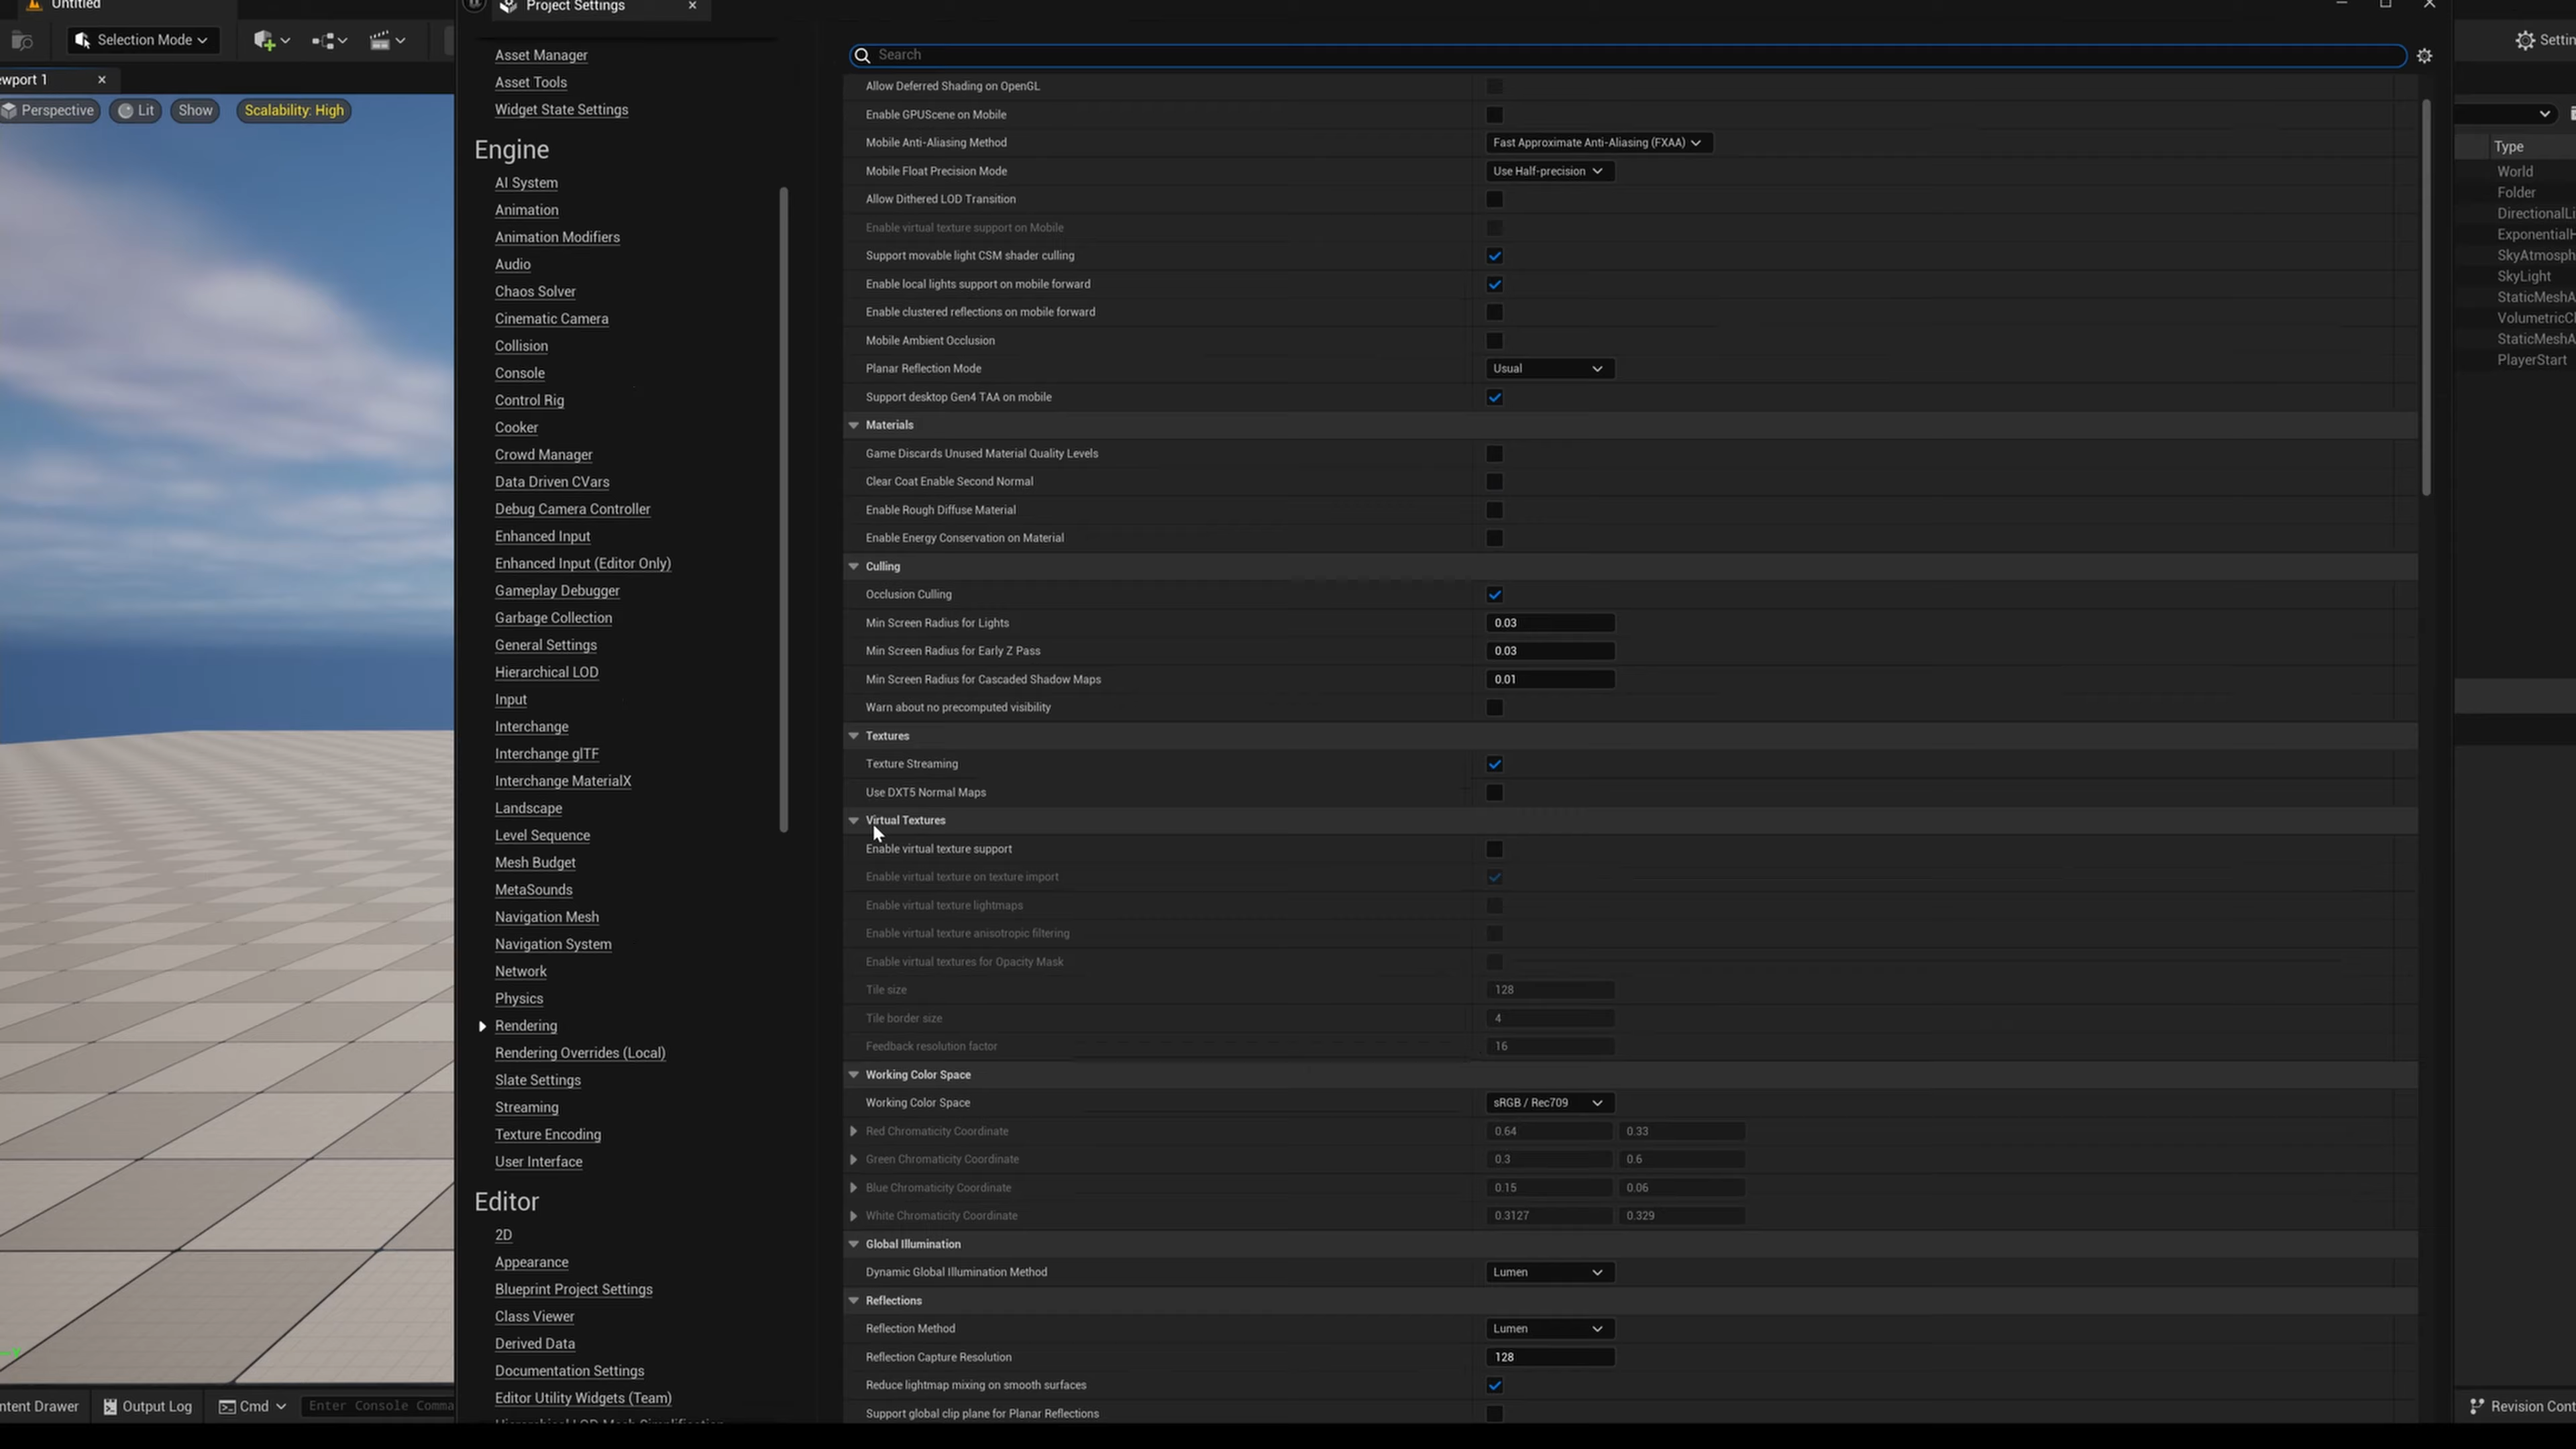 Untitled
Project Settings
Selection Mode
Settin
ewport 1
Perspective
Lit
Show
Scalability: High
Asset Manager
Asset Tools
Widget State Settings
Engine
AI System
Animation
Animation Modifiers
Audio
Chaos Solver
Cinematic Camera
Collision
Console
Control Rig
Cooker
Crowd Manager
Data Driven CVars
Debug Camera Controller
Enhanced Input
Enhanced Input (Editor Only)
Gameplay Debugger
Garbage Collection
General Settings
Hierarchical LOD
Input
Interchange
Interchange glTF
Interchange MaterialX
Landscape
Level Sequence
Mesh Budget
MetaSounds
Navigation Mesh
Navigation System
Network
Physics
Rendering
Rendering Overrides (Local)
Slate Settings
Streaming
Texture Encoding
User Interface
Editor
2D
Appearance
Blueprint Project Settings
Class Viewer
Derived Data
Documentation Settings
Editor Utility Widgets (Team)
Search
Allow Deferred Shading on OpenGL
Enable GPUScene on Mobile
Mobile Anti-Aliasing Method Fast Approximate Anti-Aliasing (FXAA)
Mobile Float Precision Mode Use Half-precision
Allow Dithered LOD Transition
Enable virtual texture support on Mobile
Support movable light CSM shader culling
Enable local lights support on mobile forward
Enable clustered reflections on mobile forward
Mobile Ambient Occlusion
Planar Reflection Mode Usual
Support desktop Gen4 TAA on mobile
Materials
Game Discards Unused Material Quality Levels
Clear Coat Enable Second Normal
Enable Rough Diffuse Material
Enable Energy Conservation on Material
Culling
Occlusion Culling
Min Screen Radius for Lights 0.03
Min Screen Radius for Early Z Pass 0.03
Min Screen Radius for Cascaded Shadow Maps 0.01
Warn about no precomputed visibility
Textures
Texture Streaming
Use DXT5 Normal Maps
Virtual Textures
Enable virtual texture support
Enable virtual texture on texture import
Enable virtual texture lightmaps
Enable virtual texture anisotropic filtering
Enable virtual textures for Opacity Mask
Tile size 128
Tile border size 4
Feedback resolution factor 16
Working Color Space
Working Color Space sRGB / Rec709
Red Chromaticity Coordinate 0.64 0.33
Green Chromaticity Coordinate 0.3 0.6
Blue Chromaticity Coordinate 0.15 0.06
White Chromaticity Coordinate 0.3127 0.329
Global Illumination
Dynamic Global Illumination Method Lumen
Reflections
Reflection Method Lumen
Reflection Capture Resolution 128
Reduce lightmap mixing on smooth surfaces
Support global clip plane for Planar Reflections
Type
World
Folder
DirectionalLi
ExponentialH
SkyAtmosph
SkyLight
StaticMeshA
VolumetricCl
StaticMeshA
PlayerStart
ntent Drawer
Output Log
Cmd
Enter Console Comma
Revision Cont